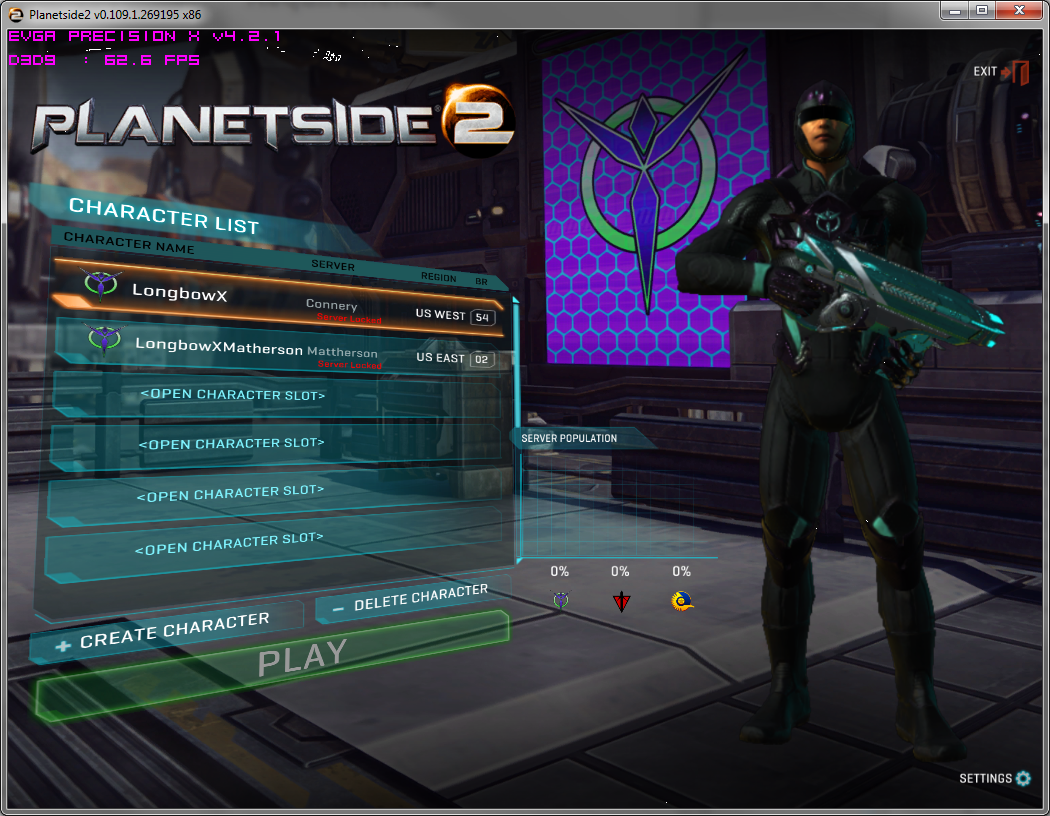 Planetside2 v0.109.1.269195 x86
EVGA PRECISION X v4.2.1
D3D9 : 62.6 FPS
EXIT
PLANETSIDE 2
CHARACTER LIST
CHARACTER NAME SERVER REGION BR
LongbowX Connery US WEST 54
Server Locked
LongbowXMatherson Mattherson US EAST 02
Server Locked
<OPEN CHARACTER SLOT>
<OPEN CHARACTER SLOT>
<OPEN CHARACTER SLOT>
<OPEN CHARACTER SLOT>
SERVER POPULATION
0% 0% 0%
+ CREATE CHARACTER
– DELETE CHARACTER
PLAY
SETTINGS